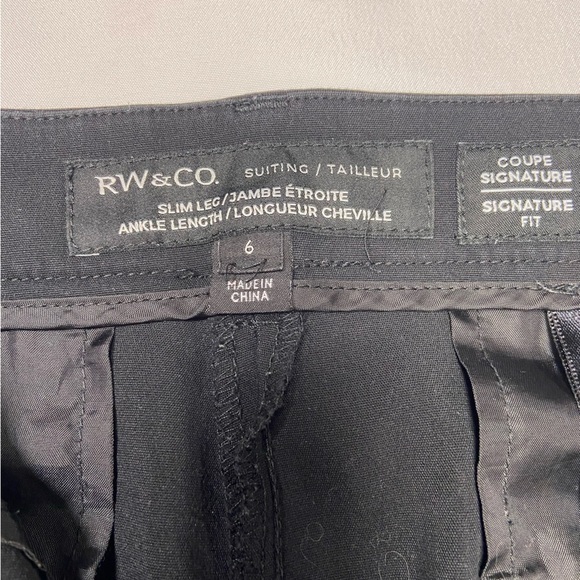 RW&CO. SUITING / TAILLEUR
SLIM LEG/JAMBE ÉTROITE
ANKLE LENGTH/LONGUEUR CHEVILLE
COUPE
SIGNATURE
SIGNATURE
FIT
6
MADE IN
CHINA